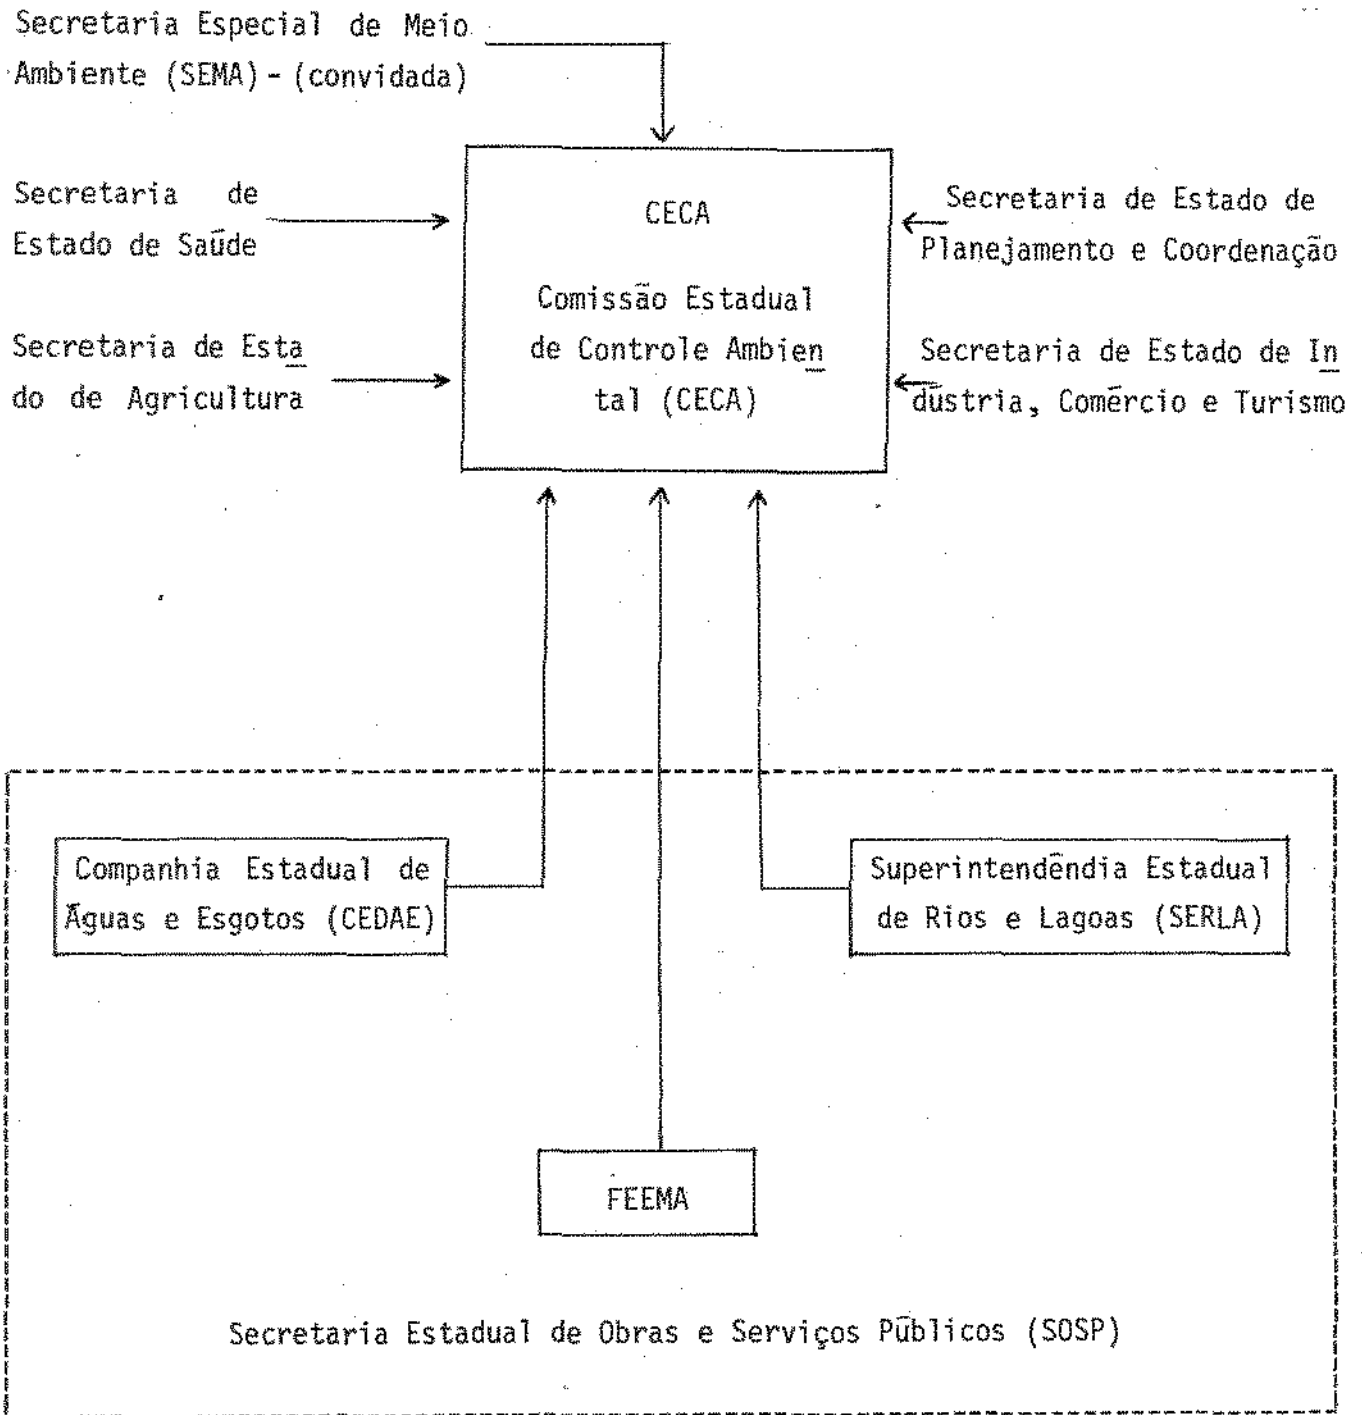 Secretaria Especial de Meio
Ambiente (SEMA) - (convidada)
Secretaria de
Estado de Saúde
Secretaria de Esta
do de Agricultura
CECA
Comissão Estadual
de Controle Ambien
tal (CECA)
Secretaria de Estado de
Planejamento e Coordenação
Secretaria de Estado de In
dústria, Comércio e Turismo
Companhia Estadual de
Águas e Esgotos (CEDAE)
Superintendêndia Estadual
de Rios e Lagoas (SERLA)
FEEMA
Secretaria Estadual de Obras e Serviços Públicos (SOSP)